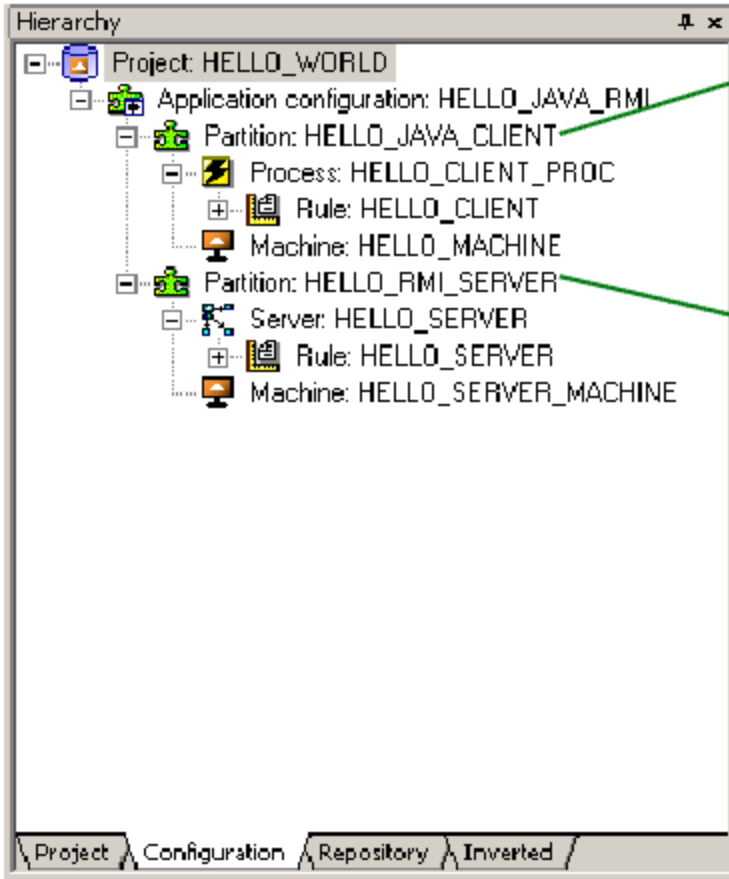 Hierarchy
Project: HELLO_WORLD
Application configuration: HELLO_JAVA_RMI
Partition: HELLO_JAVA_CLIENT
Process: HELLO_CLIENT_PROC
Rule: HELLO_CLIENT
Machine: HELLO_MACHINE
Partition: HELLO_RMI_SERVER
Server: HELLO_SERVER
Rule: HELLO_SERVER
Machine: HELLO_SERVER_MACHINE
Project Configuration Repository Inverted